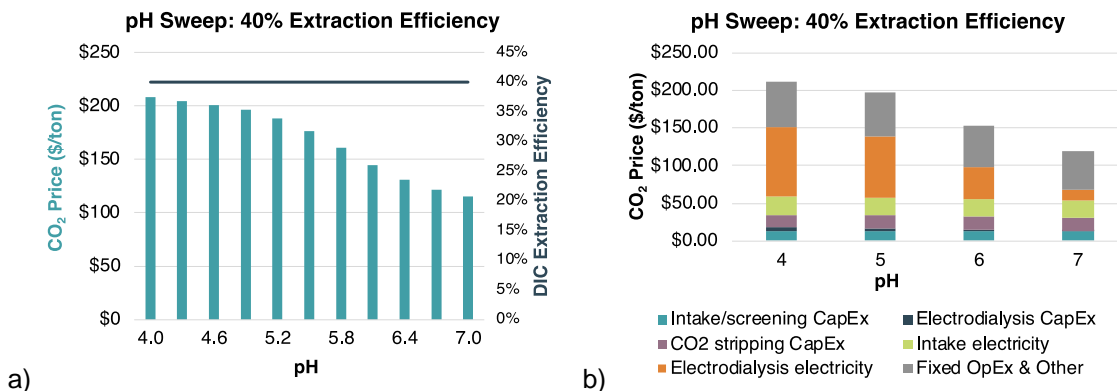 pH Sweep: 40% Extraction Efficiency
$250
$200
$150
$100
$50
$0
CO₂ Price ($/ton)
45%
40%
35%
30%
25%
20%
15%
10%
5%
0%
DIC Extraction Efficiency
4.0 4.6 5.2 5.8 6.4 7.0
pH
a)
pH Sweep: 40% Extraction Efficiency
$250.00
$200.00
$150.00
$100.00
$50.00
$0.00
CO₂ Price ($/ton)
4 5 6 7
pH
Intake/screening CapEx
Electrodialysis CapEx
CO2 stripping CapEx
Intake electricity
Electrodialysis electricity
Fixed OpEx & Other
b)